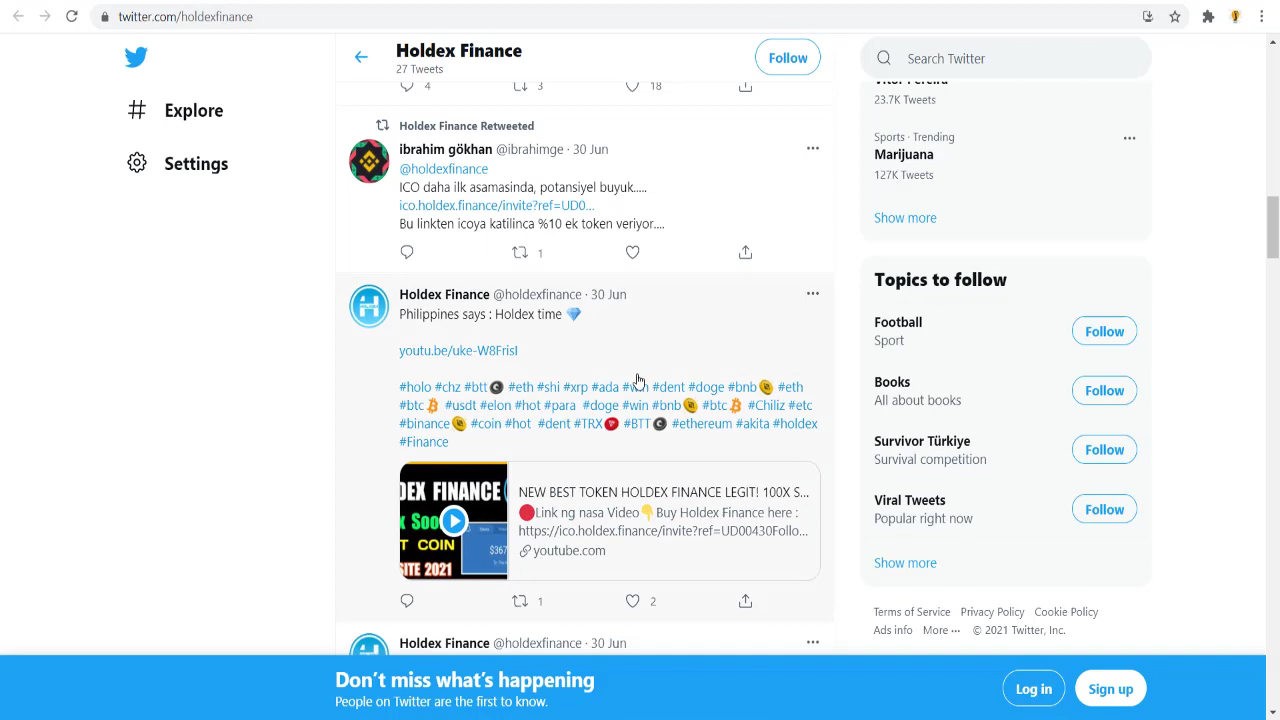 twitter.com/holdexfinance
Explore
Settings
Holdex Finance
27 Tweets
Follow
4 3 18
Holdex Finance Retweeted
ibrahim gökhan @ibrahimge · 30 Jun
@holdexfinance
ICO daha ilk asamasinda, potansiyel buyuk.....
ico.holdex.finance/invite?ref=UD0...
Bu linkten icoya katilinca %10 ek token veriyor....
1
Holdex Finance @holdexfinance · 30 Jun
Philippines says : Holdex time 💎
youtu.be/uke-W8FrisI
#holo #chz #btt #eth #shi #xrp #ada #win #dent #doge #bnb #eth
#btc #usdt #elon #hot #para #doge #win #bnb #btc #Chiliz #etc
#binance #coin #hot #dent #TRX #BTT #ethereum #akita #holdex
#Finance
DEX FINANCE
T COIN
SITE 2021
$367
NEW BEST TOKEN HOLDEX FINANCE LEGIT! 100X S...
🔴Link ng nasa Video👇Buy Holdex Finance here :
https://ico.holdex.finance/invite?ref=UD00430Follo...
youtube.com
1 2
Holdex Finance @holdexfinance · 30 Jun
Search Twitter
23.7K Tweets
Sports · Trending
Marijuana
127K Tweets
Show more
Topics to follow
Football
Sport
Follow
Books
All about books
Follow
Survivor Türkiye
Survival competition
Follow
Viral Tweets
Popular right now
Follow
Show more
Terms of Service Privacy Policy Cookie Policy
Ads info More ··· © 2021 Twitter, Inc.
Don't miss what's happening
People on Twitter are the first to know.
Log in
Sign up